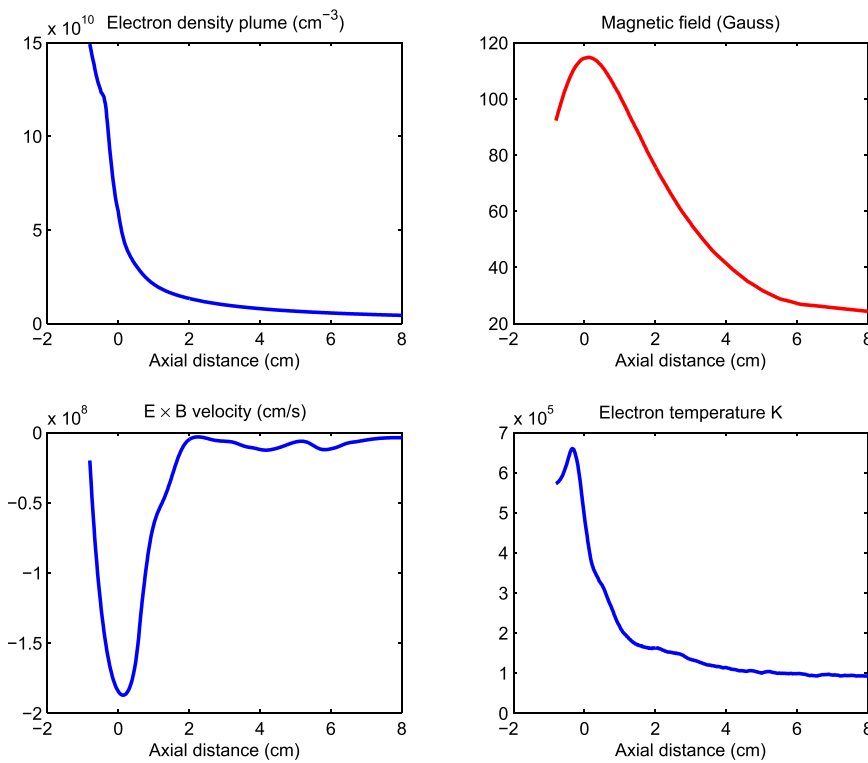 x 10^10 Electron density plume (cm^−3)
15
10
5
0
−2 0 2 4 6 8
Axial distance (cm)
Magnetic field (Gauss)
120
100
80
60
40
20
−2 0 2 4 6 8
Axial distance (cm)
x 10^8 E × B velocity (cm/s)
0
−0.5
−1
−1.5
−2
−2 0 2 4 6 8
Axial distance (cm)
x 10^5 Electron temperature K
7
6
5
4
3
2
1
0
−2 0 2 4 6 8
Axial distance (cm)